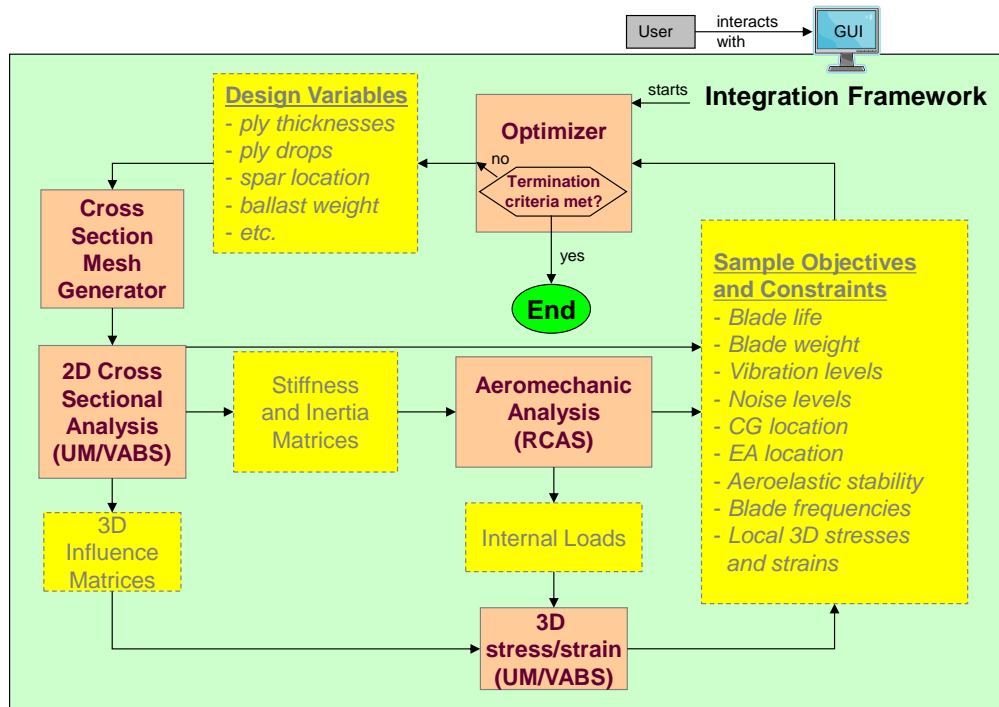 User
interacts
with
GUI
starts
Integration Framework
Design Variables
- ply thicknesses
- ply drops
- spar location
- ballast weight
- etc.
Optimizer
no
Termination
criteria met?
yes
End
Cross
Section
Mesh
Generator
2D Cross
Sectional
Analysis
(UM/VABS)
Stiffness
and Inertia
Matrices
Aeromechanic
Analysis
(RCAS)
Sample Objectives
and Constraints
- Blade life
- Blade weight
- Vibration levels
- Noise levels
- CG location
- EA location
- Aeroelastic stability
- Blade frequencies
- Local 3D stresses
and strains
3D
Influence
Matrices
Internal Loads
3D
stress/strain
(UM/VABS)